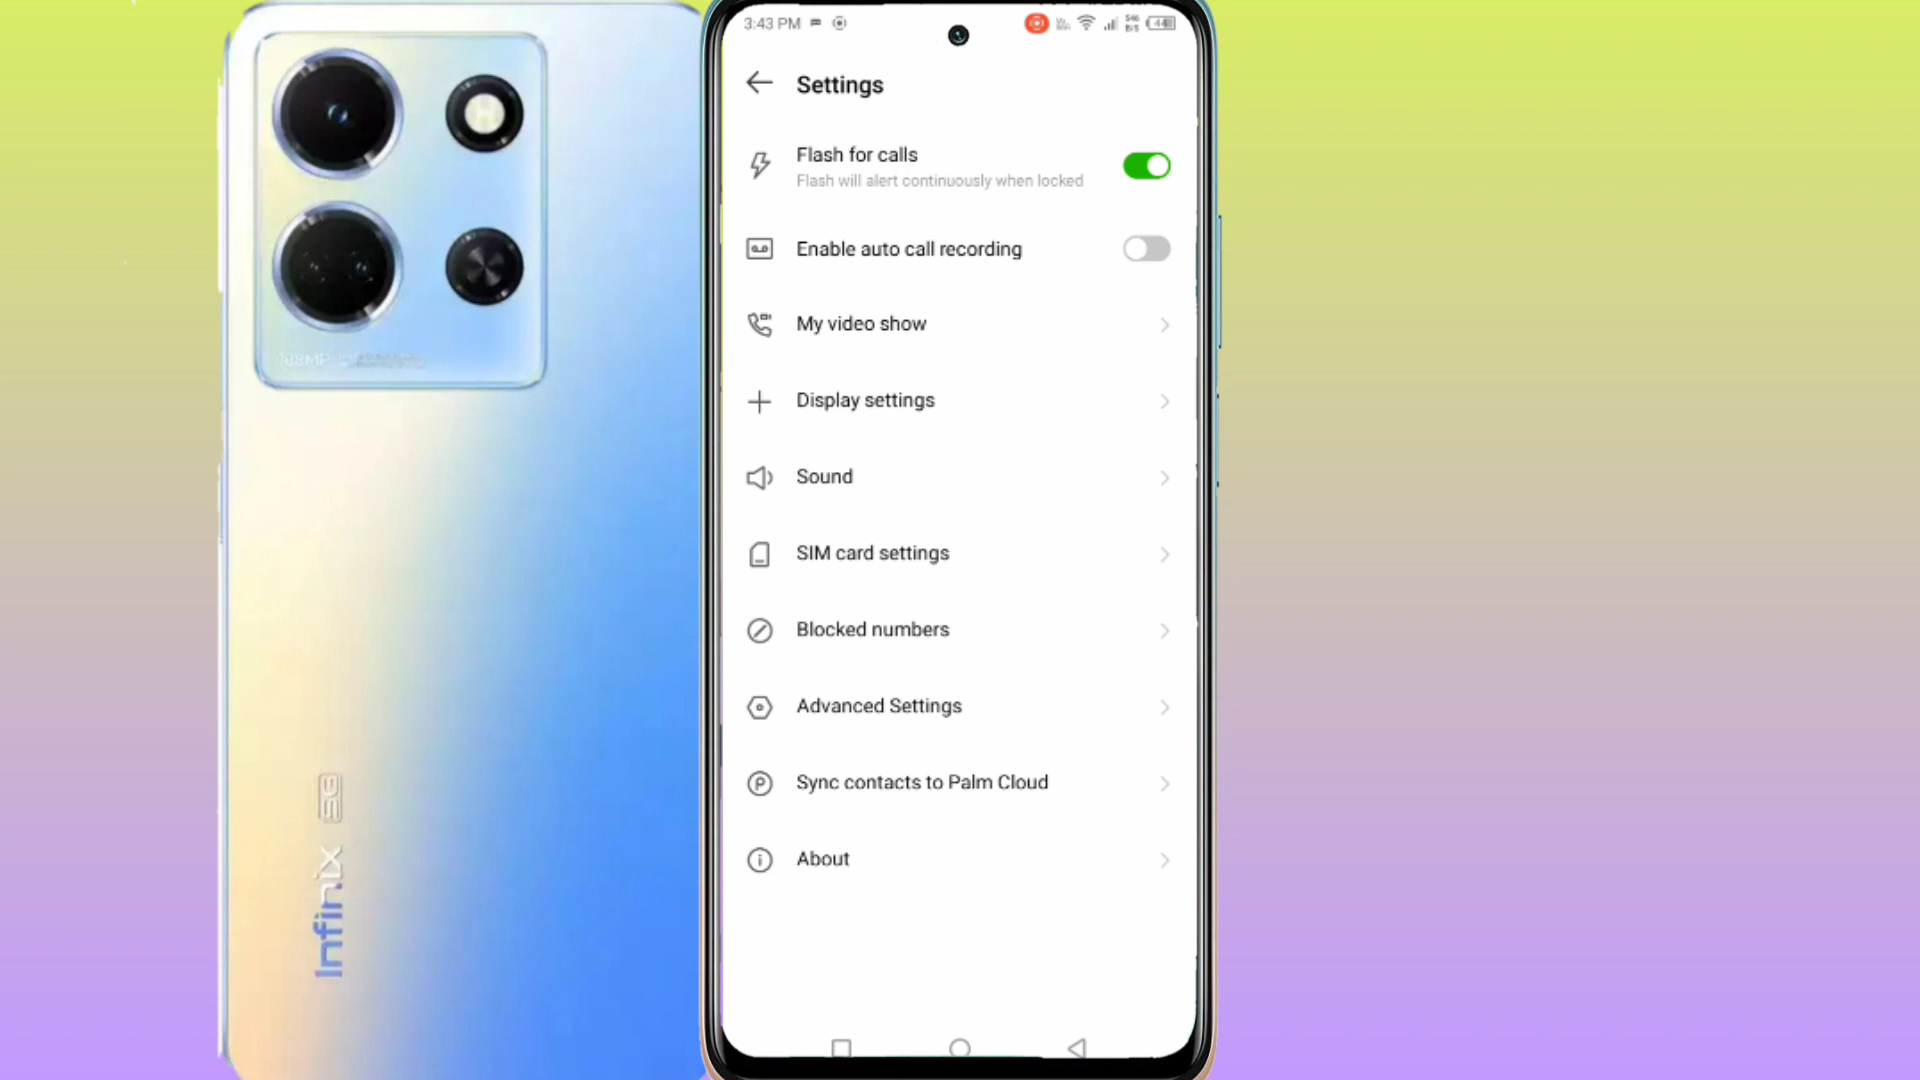 3:43 PM
Settings
Flash for calls
Flash will alert continuously when locked
Enable auto call recording
My video show
Display settings
Sound
SIM card settings
Blocked numbers
Advanced Settings
Sync contacts to Palm Cloud
About
Infinix 5G